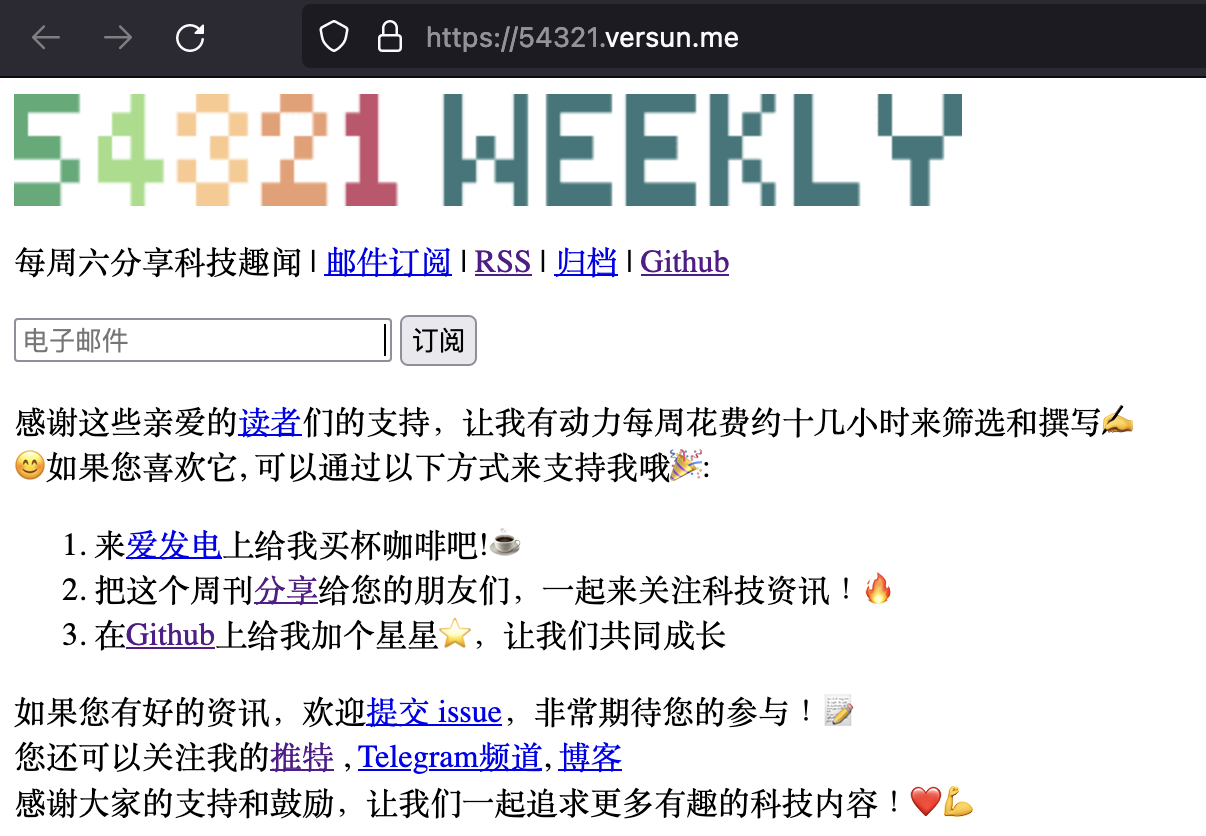 https://54321.versun.me
54321 WEEKLY
每周六分享科技趣闻 | 邮件订阅 | RSS | 归档 | Github
电子邮件 订阅
感谢这些亲爱的读者们的支持，让我有动力每周花费约十几小时来筛选和撰写✍️
😊如果您喜欢它, 可以通过以下方式来支持我哦🎉:
1. 来爱发电上给我买杯咖啡吧!☕
2. 把这个周刊分享给您的朋友们，一起来关注科技资讯！🔥
3. 在Github上给我加个星星⭐，让我们共同成长
如果您有好的资讯，欢迎提交 issue，非常期待您的参与！📝
您还可以关注我的推特 , Telegram频道, 博客
感谢大家的支持和鼓励，让我们一起追求更多有趣的科技内容！❤️💪